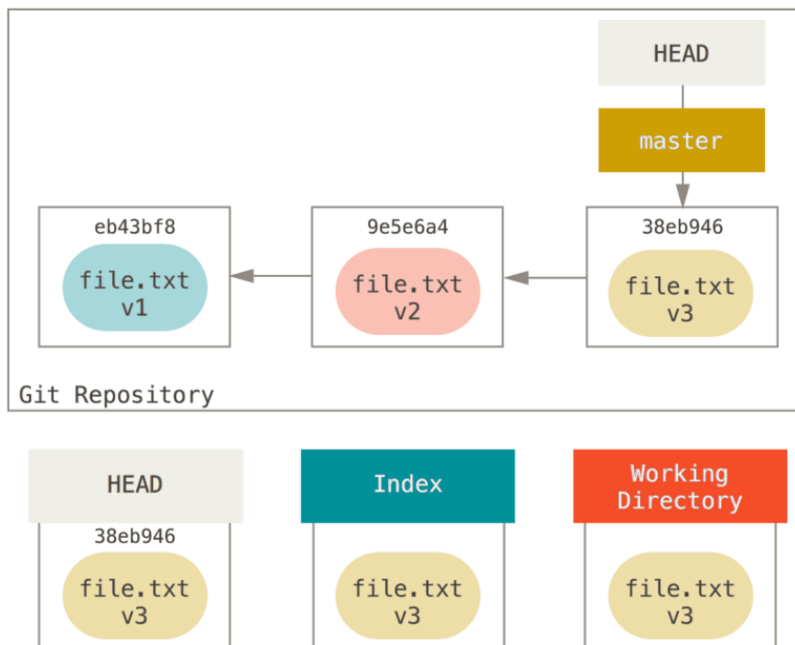 HEAD
master
eb43bf8
9e5e6a4
38eb946
file.txt
v1
file.txt
v2
file.txt
v3
Git Repository
HEAD
Index
Working
Directory
38eb946
file.txt
v3
file.txt
v3
file.txt
v3